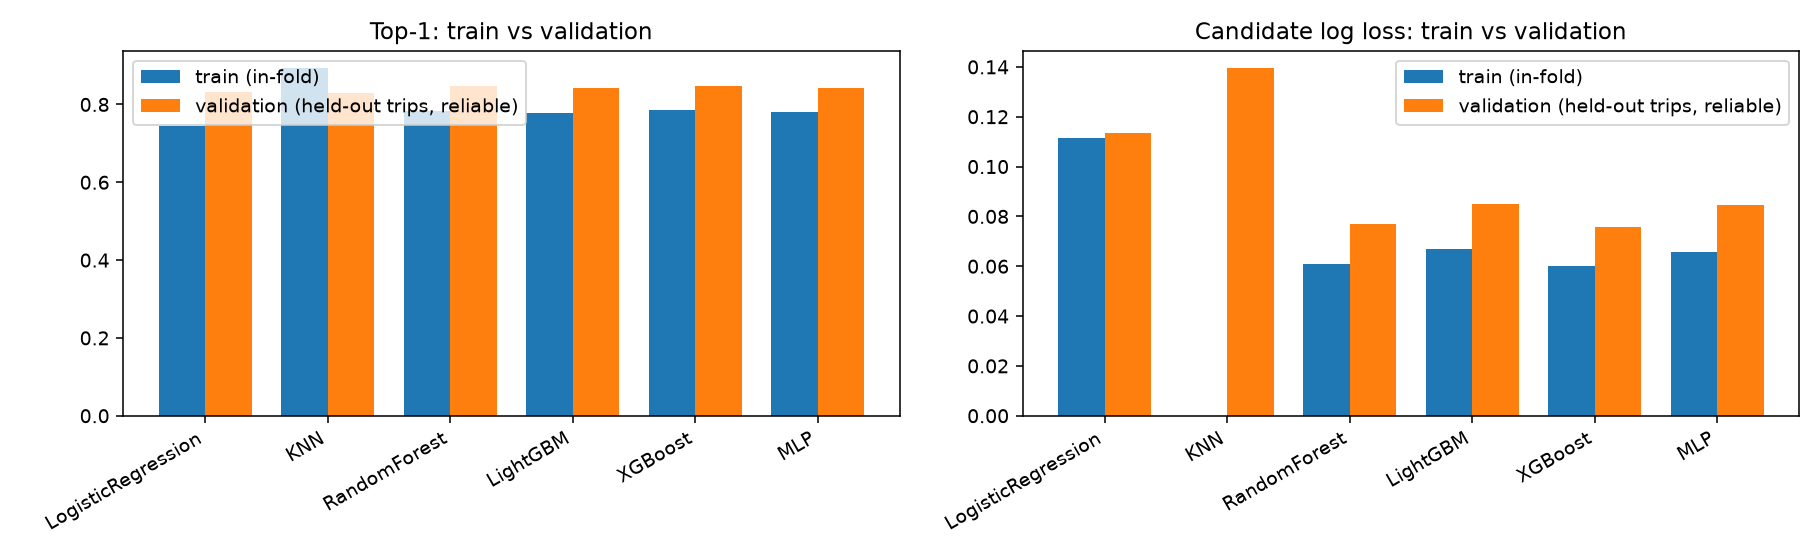 Top-1: train vs validation
train (in-fold)
validation (held-out trips, reliable)
0.8
0.6
0.4
0.2
0.0
LogisticRegression
KNN
RandomForest
LightGBM
XGBoost
MLP
Candidate log loss: train vs validation
train (in-fold)
validation (held-out trips, reliable)
0.14
0.12
0.10
0.08
0.06
0.04
0.02
0.00
LogisticRegression
KNN
RandomForest
LightGBM
XGBoost
MLP